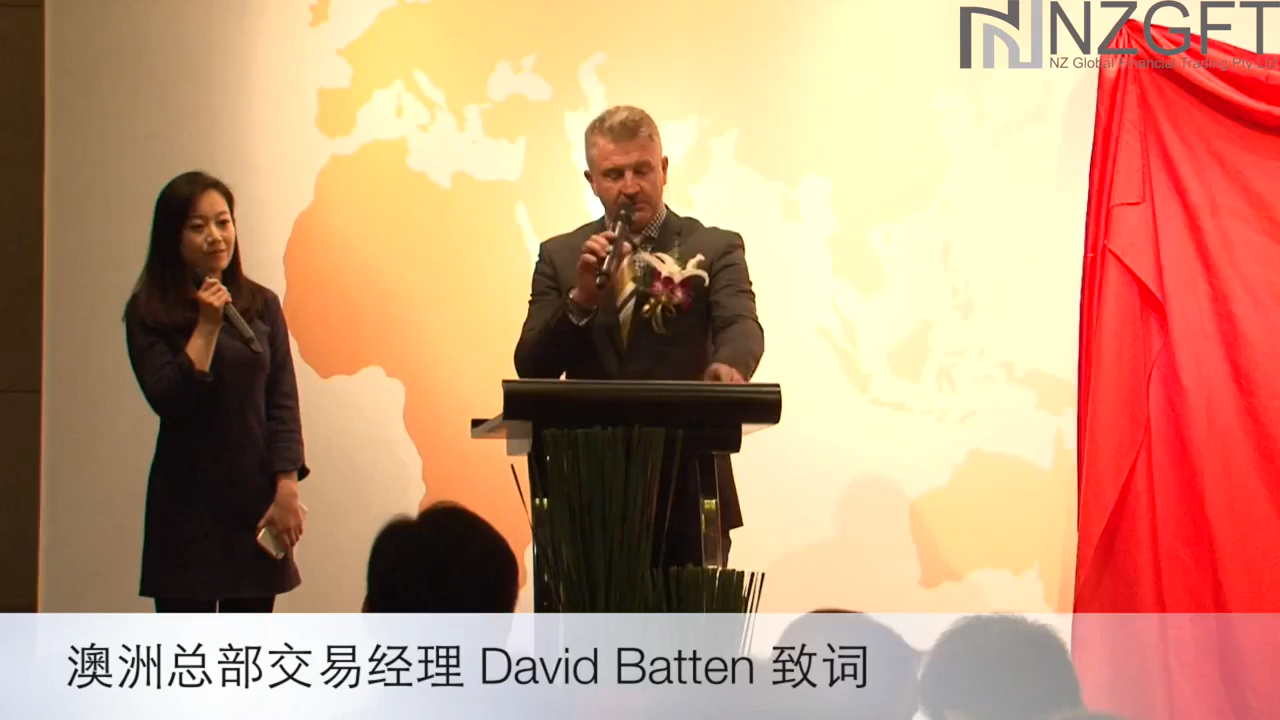 NZGFT
NZ Global Financial Trading Pty Ltd
澳洲总部交易经理 David Batten 致词